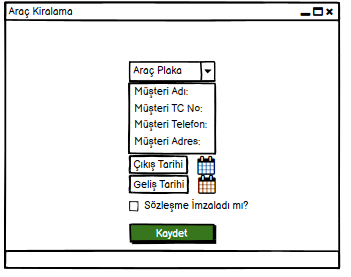 Araç Kiralama
Araç Plaka
Müşteri Adı:
Müşteri TC No:
Müşteri Telefon:
Müşteri Adres:
Çıkış Tarihi
Geliş Tarihi
Sözleşme İmzaladı mı?
Kaydet